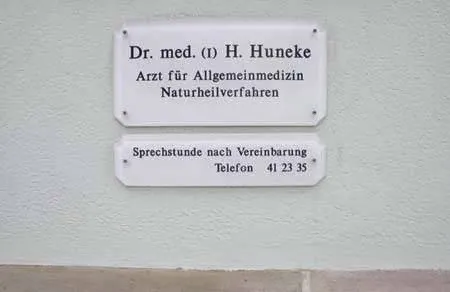 Dr. med. (I) H. Huneke
Arzt für Allgemeinmedizin
Naturheilverfahren
Sprechstunde nach Vereinbarung
Telefon 41 23 35